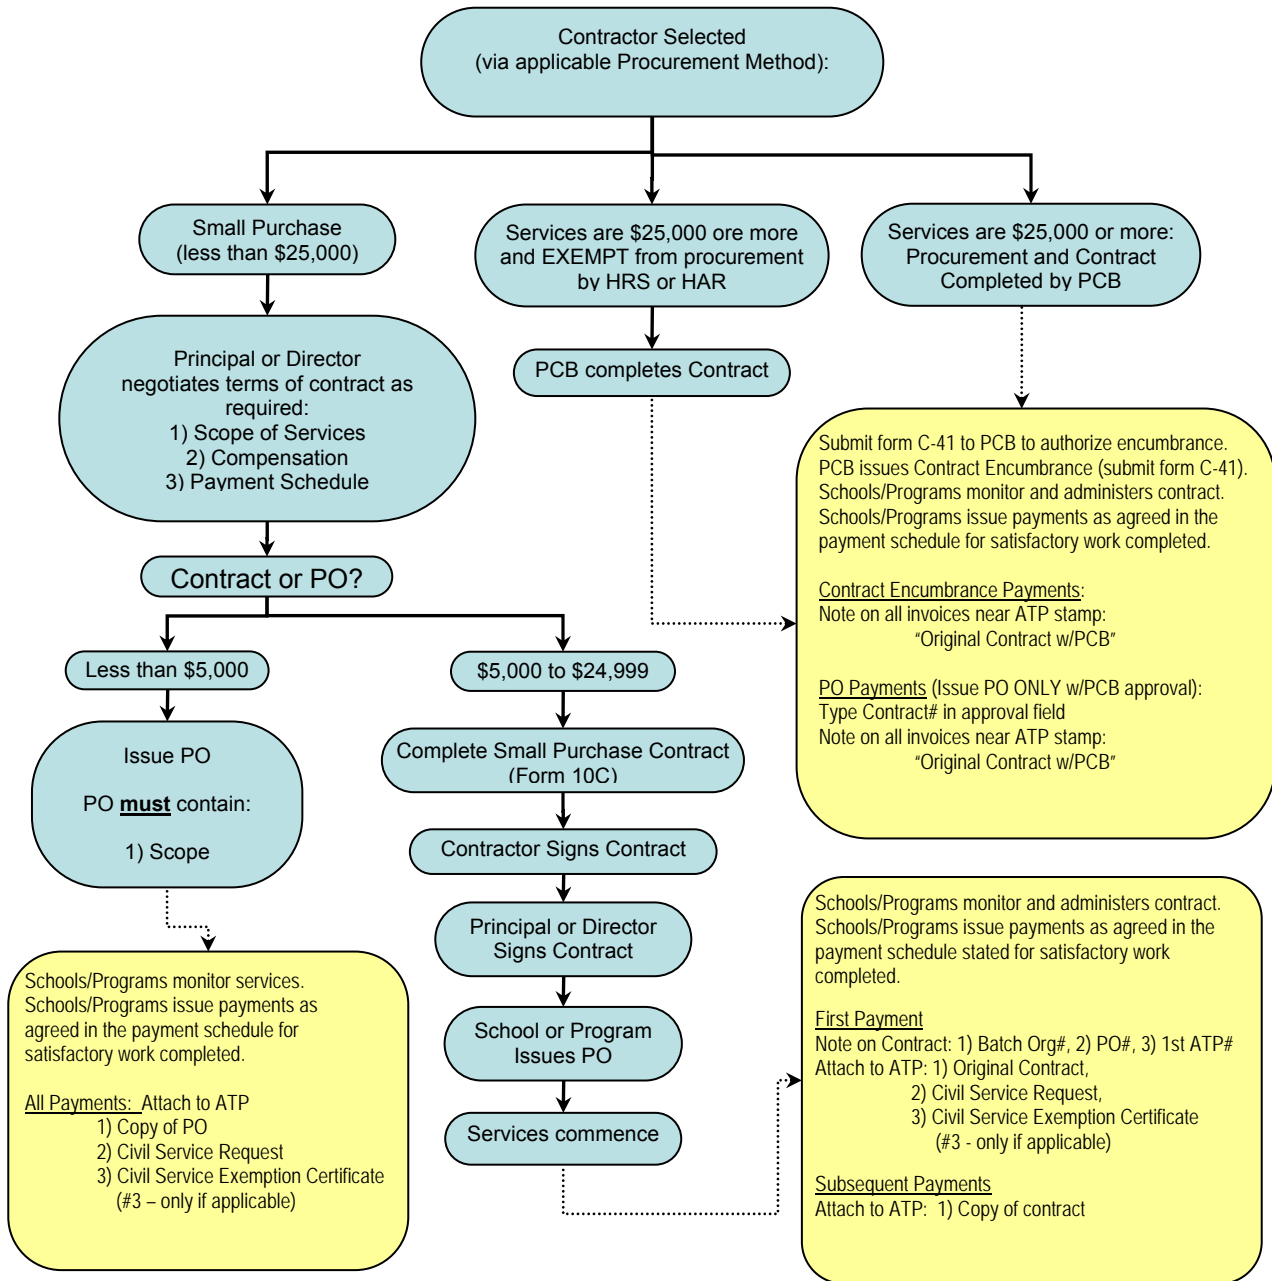 Contractor Selected
(via applicable Procurement Method):
Small Purchase
(less than $25,000)
Services are $25,000 ore more
and EXEMPT from procurement
by HRS or HAR
Services are $25,000 or more:
Procurement and Contract
Completed by PCB
Principal or Director
negotiates terms of contract as
required:
1) Scope of Services
2) Compensation
3) Payment Schedule
PCB completes Contract
Submit form C-41 to PCB to authorize encumbrance.
PCB issues Contract Encumbrance (submit form C-41).
Schools/Programs monitor and administers contract.
Schools/Programs issue payments as agreed in the
payment schedule for satisfactory work completed.
Contract Encumbrance Payments:
Note on all invoices near ATP stamp:
"Original Contract w/PCB"
PO Payments (Issue PO ONLY w/PCB approval):
Type Contract# in approval field
Note on all invoices near ATP stamp:
"Original Contract w/PCB"
Contract or PO?
Less than $5,000
$5,000 to $24,999
Issue PO
PO must contain:
1) Scope
Complete Small Purchase Contract
(Form 10C)
Contractor Signs Contract
Principal or Director
Signs Contract
School or Program
Issues PO
Services commence
Schools/Programs monitor services.
Schools/Programs issue payments as
agreed in the payment schedule for
satisfactory work completed.
All Payments: Attach to ATP
1) Copy of PO
2) Civil Service Request
3) Civil Service Exemption Certificate
(#3 – only if applicable)
Schools/Programs monitor and administers contract.
Schools/Programs issue payments as agreed in the
payment schedule stated for satisfactory work
completed.
First Payment
Note on Contract: 1) Batch Org#, 2) PO#, 3) 1st ATP#
Attach to ATP: 1) Original Contract,
2) Civil Service Request,
3) Civil Service Exemption Certificate
(#3 - only if applicable)
Subsequent Payments
Attach to ATP: 1) Copy of contract